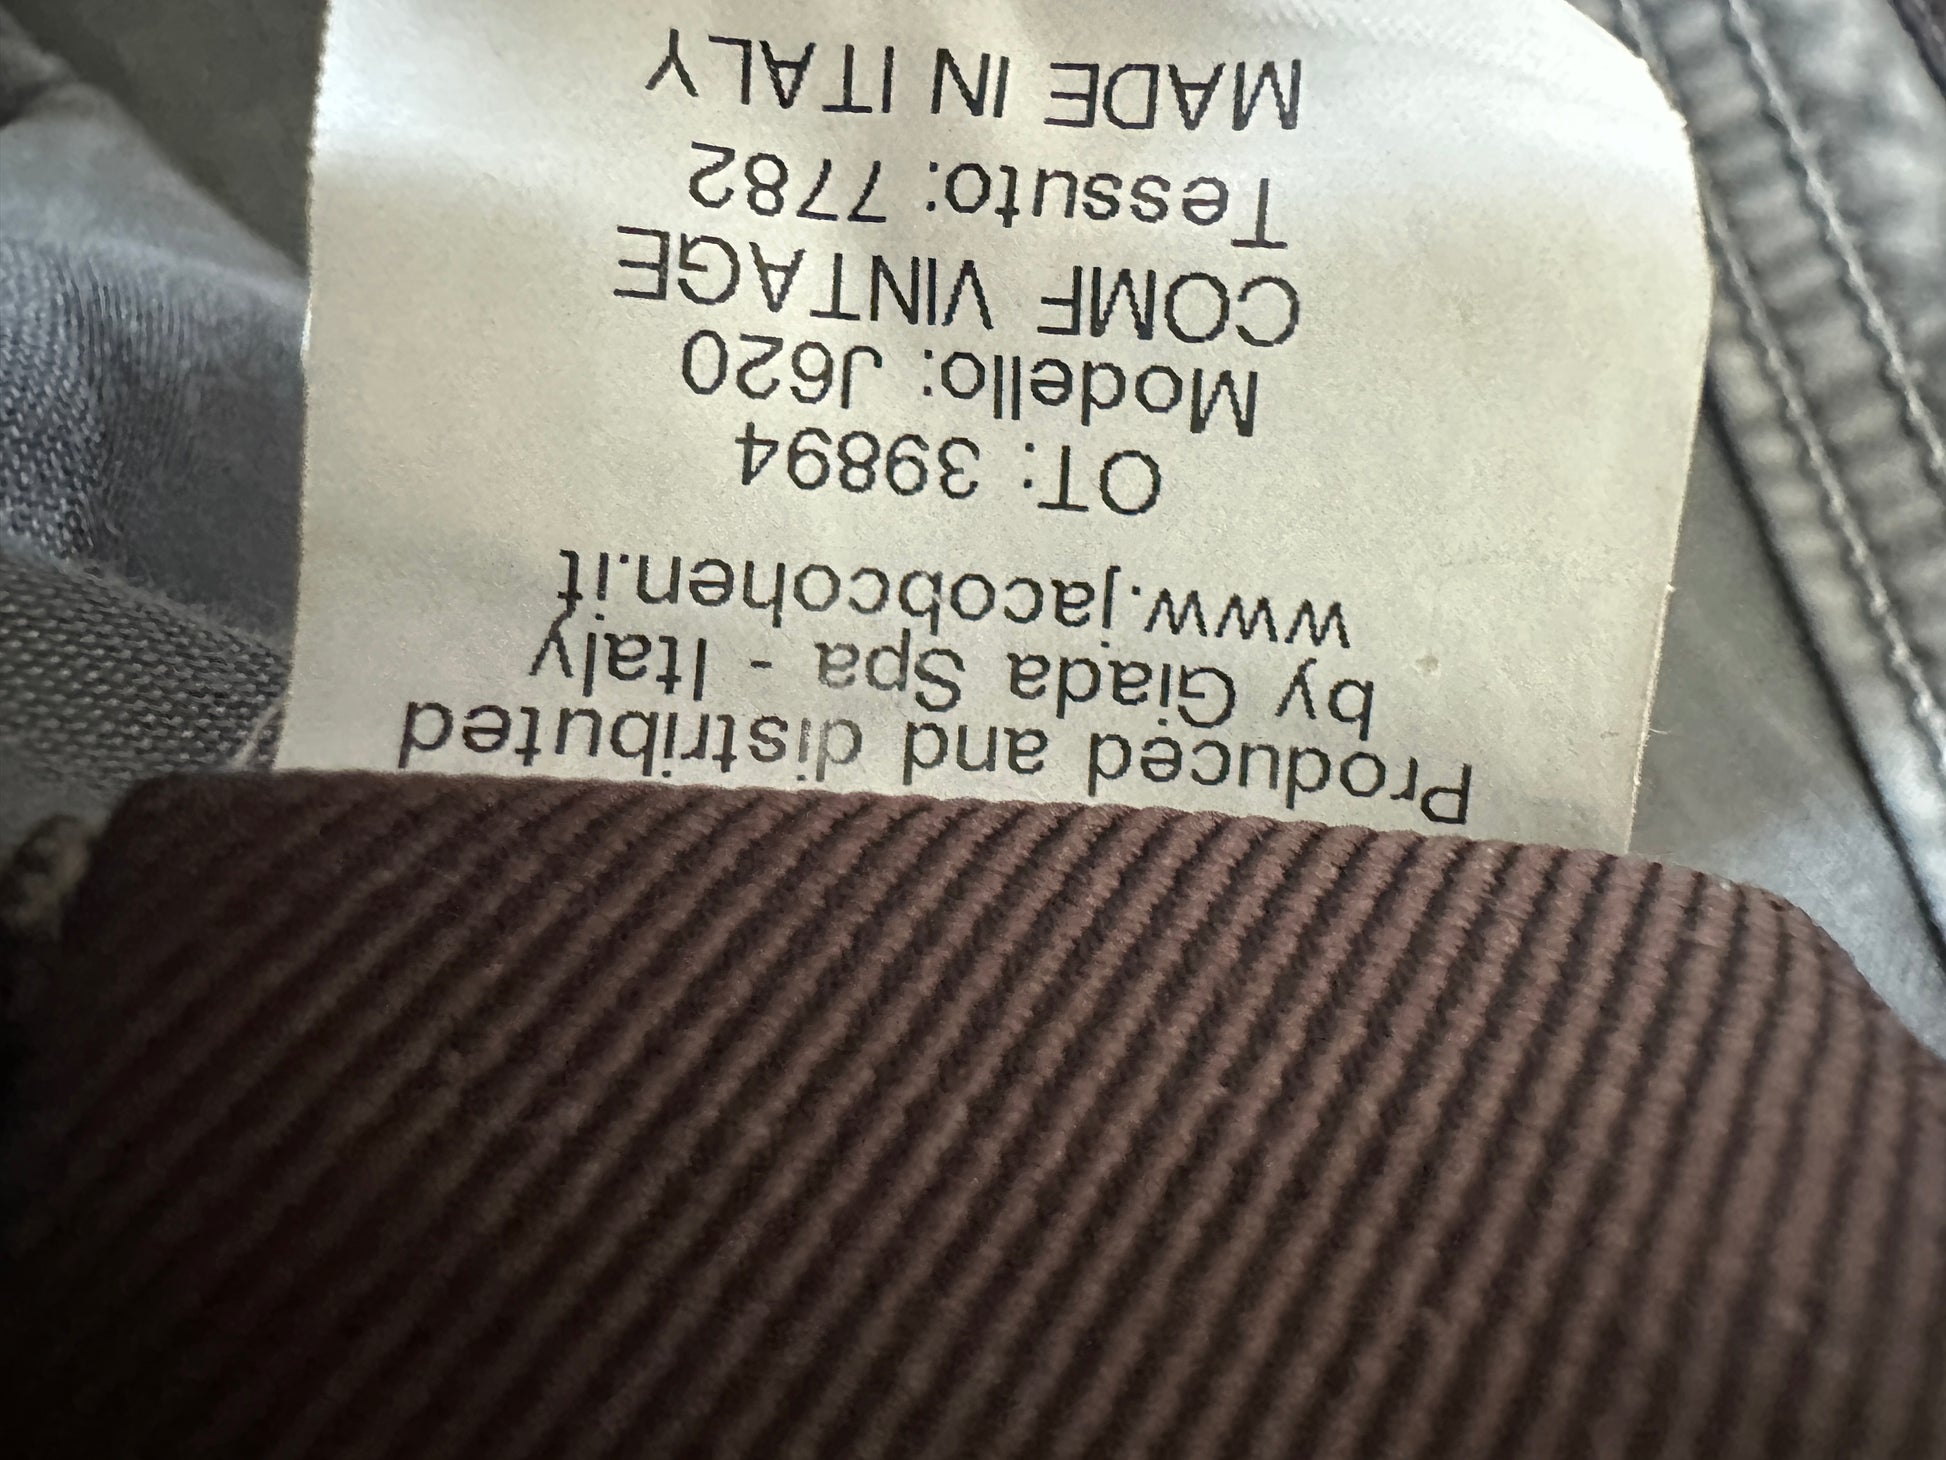 Produced and distributed
by Giada Spa - Italy
www.jacobcohen.it
OT: 39894
Modello: J620
COMF VINTAGE
Tessuto: 7782
MADE IN ITALY